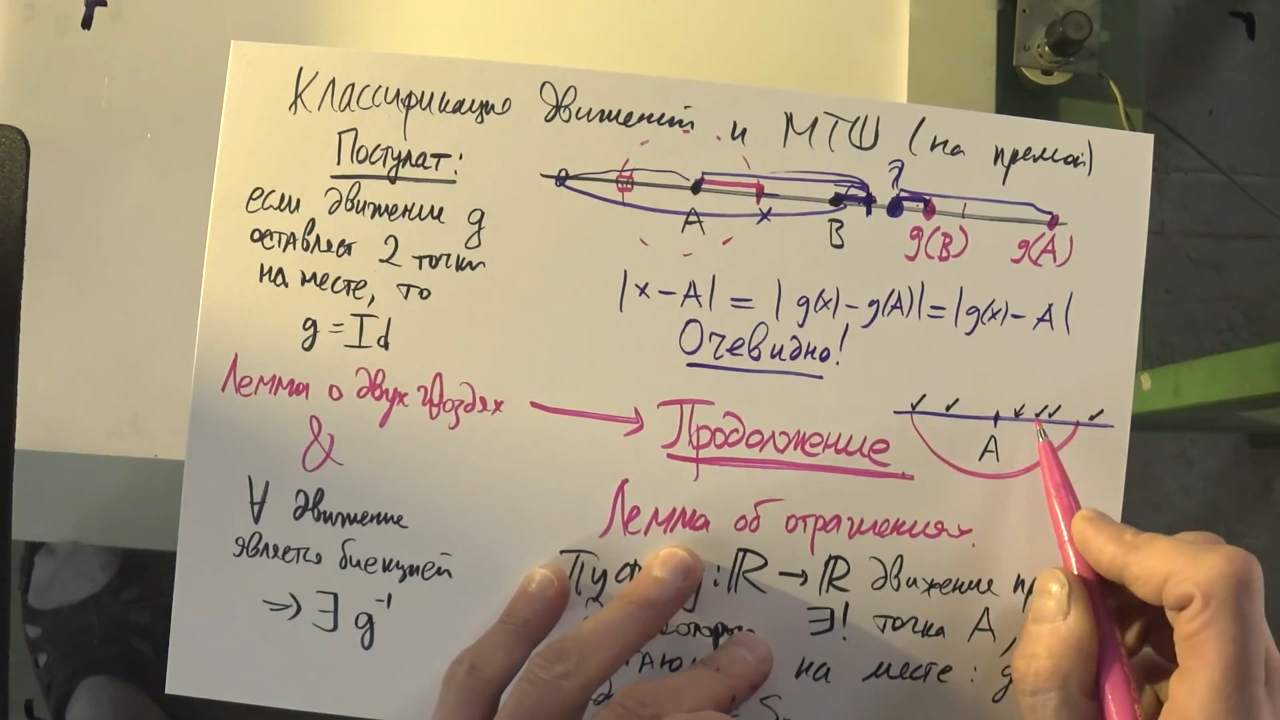 Классификация движений и МТШ (на прямой)
Постулат:
если движение g
оставляет 2 точки
на месте, то
g = Id
?
A x B g(B) g(A)
|x - A| = |g(x) - g(A)| = |g(x) - A|
Очевидно!
Лемма о двух гвоздях
&
∀ движение
является биекцией
⇒ ∃ g⁻¹
Продолжение
A
Лемма об отражениях.
: ℝ → ℝ движение
∃! точка A,
на месте: